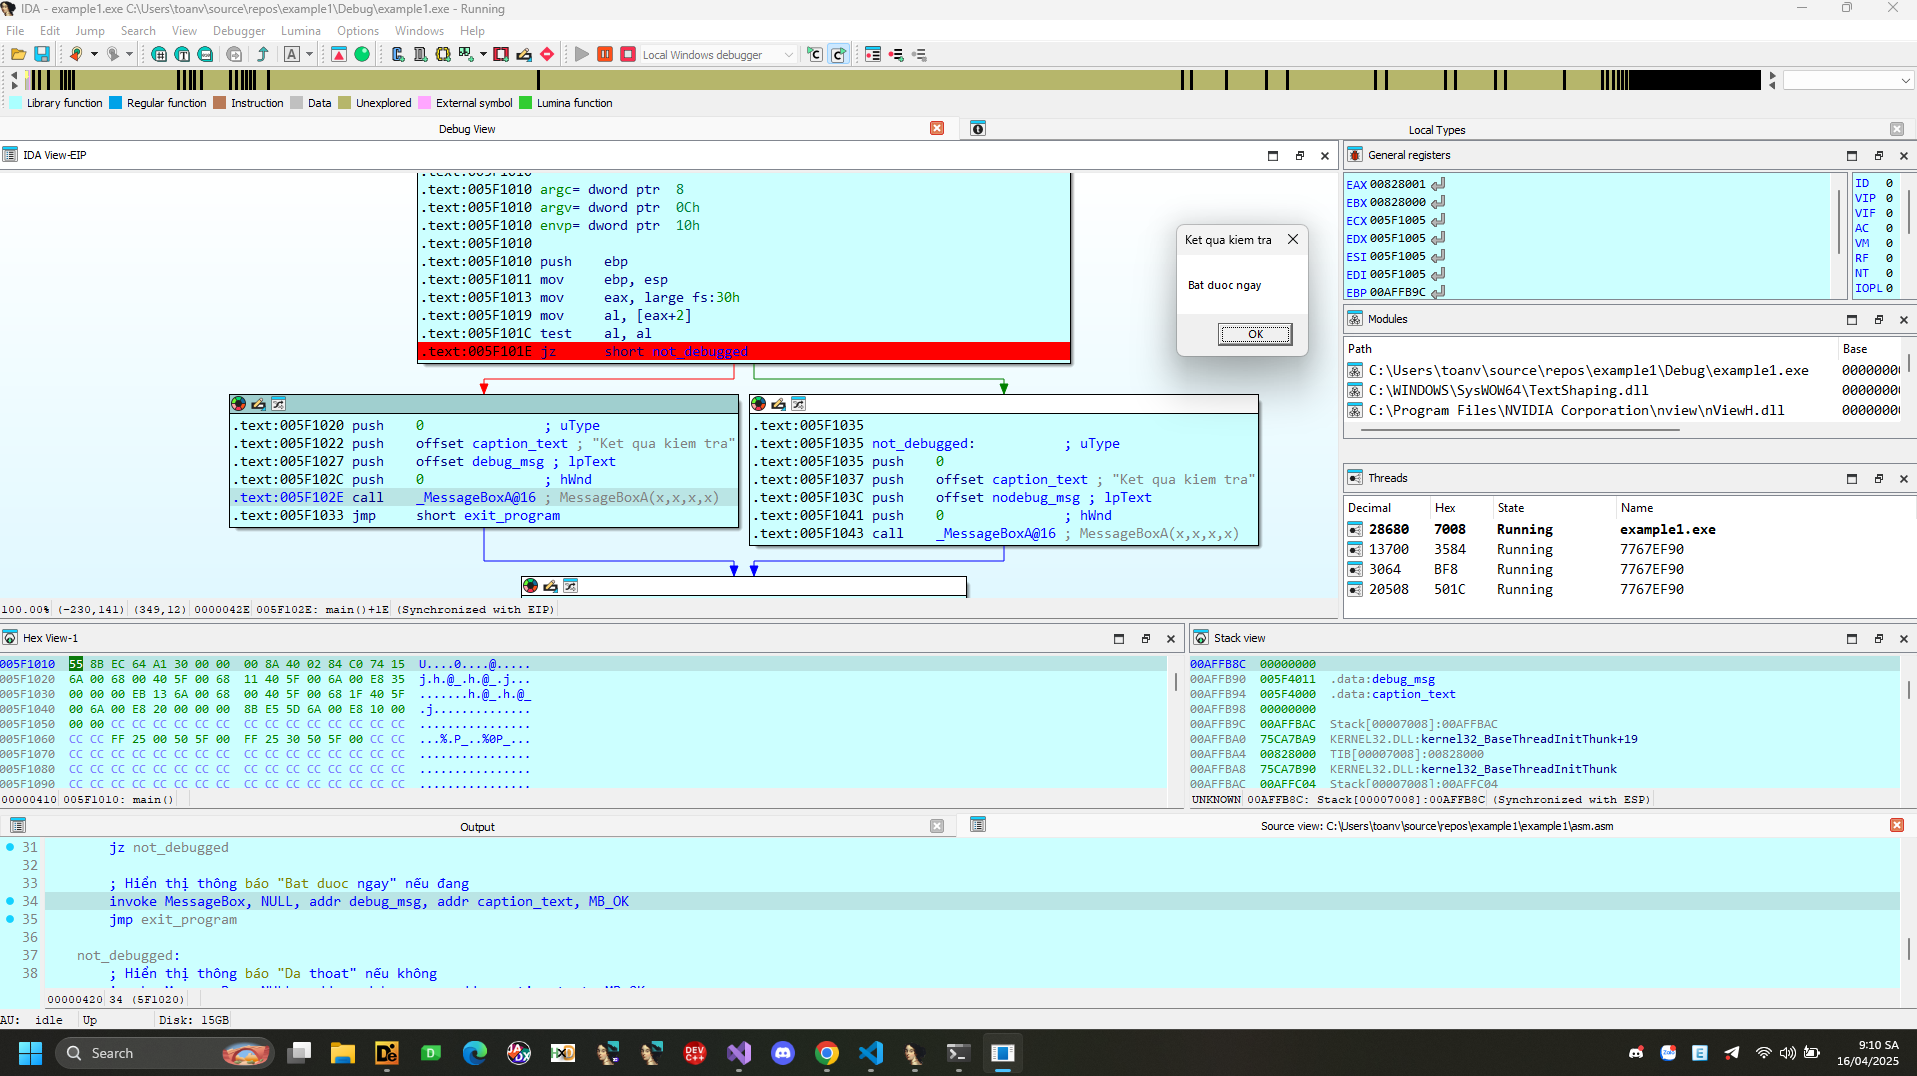 IDA - example1.exe C:\Users\toanv\source\repos\example1\Debug\example1.exe - Running
File Edit Jump Search View Debugger Lumina Options Windows Help
Local Windows debugger
Library function Regular function Instruction Data Unexplored External symbol Lumina function
Debug View
Local Types
IDA View-EIP
.text:005F1010 argc= dword ptr 8
.text:005F1010 argv= dword ptr 0Ch
.text:005F1010 envp= dword ptr 10h
.text:005F1010
.text:005F1010 push ebp
.text:005F1011 mov ebp, esp
.text:005F1013 mov eax, large fs:30h
.text:005F1019 mov al, [eax+2]
.text:005F101C test al, al
.text:005F101E jz short not_debugged
.text:005F1020 push 0 ; uType
.text:005F1022 push offset caption_text ; "Ket qua kiem tra"
.text:005F1027 push offset debug_msg ; lpText
.text:005F102C push 0 ; hWnd
.text:005F102E call _MessageBoxA@16 ; MessageBoxA(x,x,x,x)
.text:005F1033 jmp short exit_program
.text:005F1035
.text:005F1035 not_debugged: ; uType
.text:005F1035 push 0
.text:005F1037 push offset caption_text ; "Ket qua kiem tra"
.text:005F103C push offset nodebug_msg ; lpText
.text:005F1041 push 0 ; hWnd
.text:005F1043 call _MessageBoxA@16 ; MessageBoxA(x,x,x,x)
100.00% (-230,141) (349,12) 0000042E 005F102E: main()+1E (Synchronized with EIP)
Ket qua kiem tra
Bat duoc ngay
OK
General registers
EAX 00828001
EBX 00828000
ECX 005F1005
EDX 005F1005
ESI 005F1005
EDI 005F1005
EBP 00AFFB9C
ID 0
VIP 0
VIF 0
AC 0
VM 0
RF 0
NT 0
IOPL 0
Modules
Path Base
C:\Users\toanv\source\repos\example1\Debug\example1.exe
C:\WINDOWS\SysWOW64\TextShaping.dll
C:\Program Files\NVIDIA Corporation\nview\nViewH.dll
Threads
Decimal Hex State Name
28680 7008 Running example1.exe
13700 3584 Running 7767EF90
3064 BF8 Running 7767EF90
20508 501C Running 7767EF90
Hex View-1
005F1010 55 8B EC 64 A1 30 00 00 00 8A 40 02 84 C0 74 15 U....0....@.....
005F1020 6A 00 68 00 40 5F 00 68 11 40 5F 00 6A 00 E8 35 j.h.@_.h.@_.j...
005F1030 00 00 00 EB 13 6A 00 68 00 40 5F 00 68 1F 40 5F .......h.@_.h.@_
005F1040 00 6A 00 E8 20 00 00 00 8B E5 5D 6A 00 E8 10 00 .j..............
005F1050 00 00 CC CC CC CC CC CC CC CC CC CC CC CC CC CC ................
005F1060 CC CC FF 25 00 50 5F 00 FF 25 30 50 5F 00 CC CC ...%.P_..%0P_...
005F1070 CC CC CC CC CC CC CC CC CC CC CC CC CC CC CC CC ................
005F1080 CC CC CC CC CC CC CC CC CC CC CC CC CC CC CC CC ................
005F1090 CC CC CC CC CC CC CC CC CC CC CC CC CC CC CC CC ................
00000410 005F1010: main()
Stack view
00AFFB8C 00000000
00AFFB90 005F4011 .data:debug_msg
00AFFB94 005F4000 .data:caption_text
00AFFB98 00000000
00AFFB9C 00AFFBAC Stack[00007008]:00AFFBAC
00AFFBA0 75CA7BA9 KERNEL32.DLL:kernel32_BaseThreadInitThunk+19
00AFFBA4 00828000 TIB[00007008]:00828000
00AFFBA8 75CA7B90 KERNEL32.DLL:kernel32_BaseThreadInitThunk
00AFFBAC 00AFFC04 Stack[00007008]:00AFFC04
UNKNOWN 00AFFB8C: Stack[00007008]:00AFFB8C (Synchronized with ESP)
Output
Source view: C:\Users\toanv\source\repos\example1\example1\asm.asm
31 jz not_debugged
32
33 ; Hiển thị thông báo "Bat duoc ngay" nếu đang
34 invoke MessageBox, NULL, addr debug_msg, addr caption_text, MB_OK
35 jmp exit_program
36
37 not_debugged:
38 ; Hiển thị thông báo "Da thoat" nếu không
00000420 34 (5F1020)
AU: idle Up Disk: 15GB
Search
9:10 SA
16/04/2025